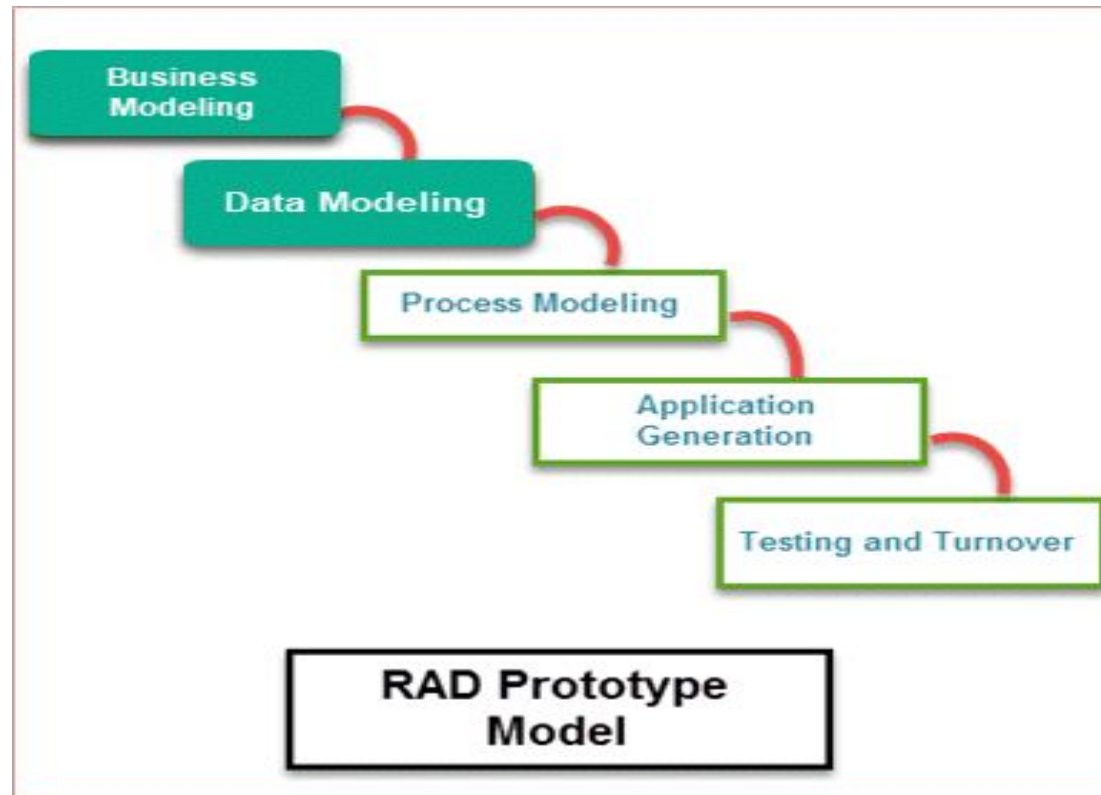 Business
Modeling
Data Modeling
Process Modeling
Application
Generation
Testing and Turnover
RAD Prototype
Model